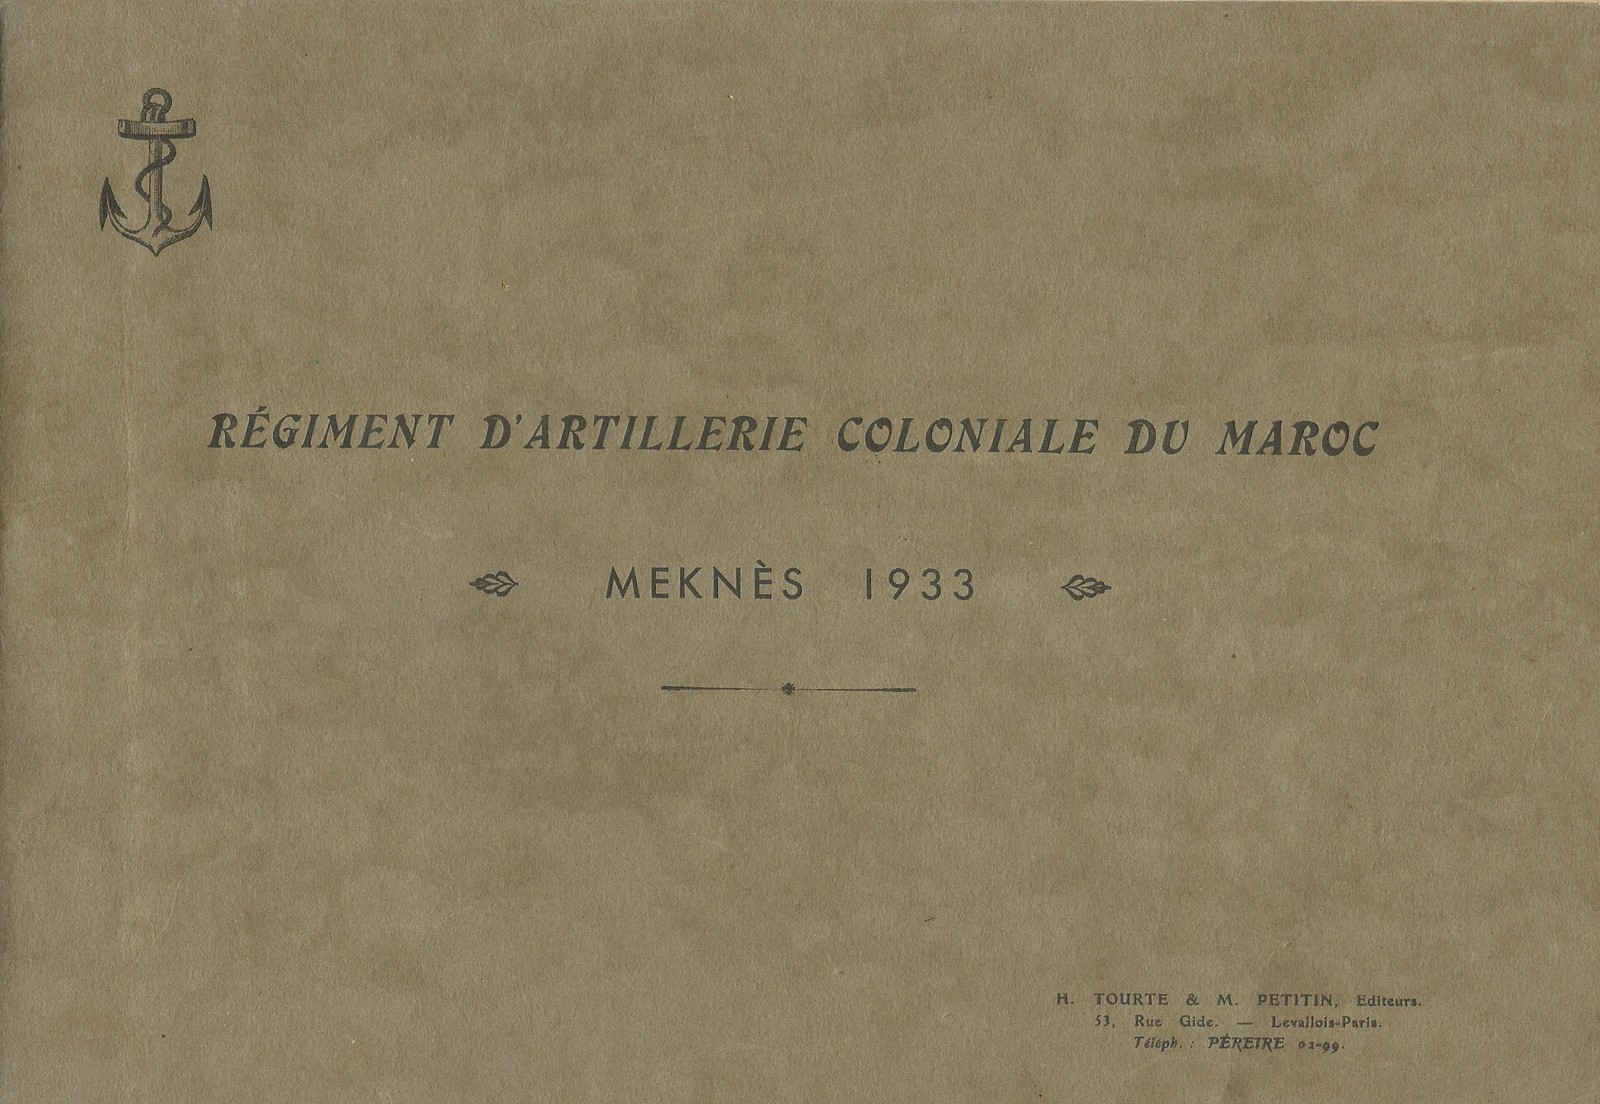 RÉGIMENT D'ARTILLERIE COLONIALE DU MAROC
MEKNÈS 1933
H. TOURTE & M. PETITIN, Editeurs.
53, Rue Gide. — Levallois-Paris.
Téléph. : PÉREIRE 02-99.